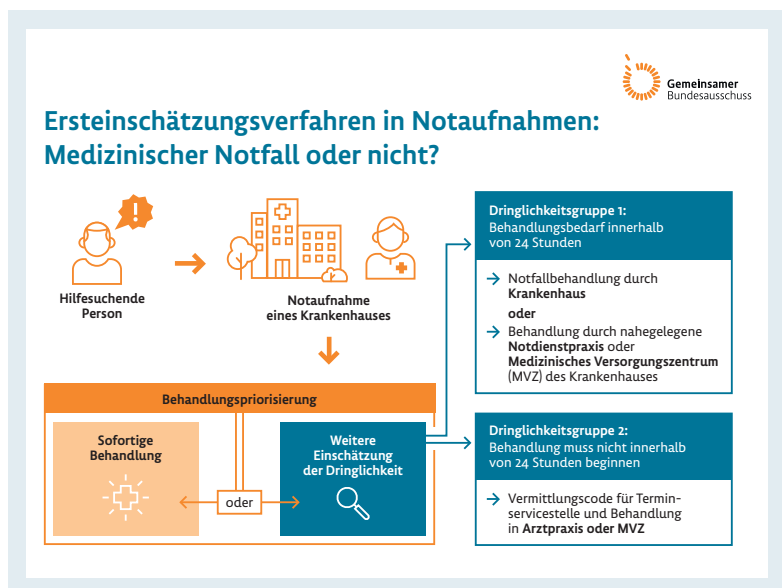 Gemeinsamer
Bundesausschuss
Ersteinschätzungsverfahren in Notaufnahmen:
Medizinischer Notfall oder nicht?
Hilfesuchende
Person
Notaufnahme
eines Krankenhauses
Behandlungspriorisierung
Sofortige
Behandlung
oder
Weitere
Einschätzung
der Dringlichkeit
Dringlichkeitsgruppe 1:
Behandlungsbedarf innerhalb
von 24 Stunden
→ Notfallbehandlung durch
Krankenhaus
oder
→ Behandlung durch nahegelegene
Notdienstpraxis oder
Medizinisches Versorgungszentrum
(MVZ) des Krankenhauses
Dringlichkeitsgruppe 2:
Behandlung muss nicht innerhalb
von 24 Stunden beginnen
→ Vermittlungscode für Termin-
servicestelle und Behandlung
in Arztpraxis oder MVZ